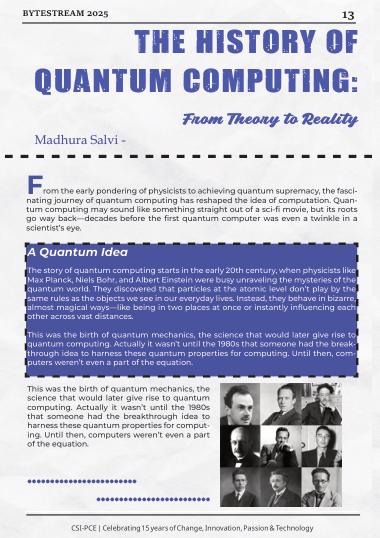 BYTESTREAM 2025
13
THE HISTORY OF
QUANTUM COMPUTING:
From Theory to Reality
Madhura Salvi -
From the early pondering of physicists to achieving quantum supremacy, the fasci-
nating journey of quantum computing has reshaped the idea of computation. Quan-
tum computing may sound like something straight out of a sci-fi movie, but its roots
go way back—decades before the first quantum computer was even a twinkle in a
scientist's eye.
A Quantum Idea
The story of quantum computing starts in the early 20th century, when physicists like
Max Planck, Niels Bohr, and Albert Einstein were busy unraveling the mysteries of the
quantum world. They discovered that particles at the atomic level don't play by the
same rules as the objects we see in our everyday lives. Instead, they behave in bizarre,
almost magical ways—like being in two places at once or instantly influencing each
other across vast distances.
This was the birth of quantum mechanics, the science that would later give rise to
quantum computing. Actually it wasn't until the 1980s that someone had the break-
through idea to harness these quantum properties for computing. Until then, com-
puters weren't even a part of the equation.
This was the birth of quantum mechanics, the
science that would later give rise to quantum
computing. Actually it wasn't until the 1980s
that someone had the breakthrough idea to
harness these quantum properties for comput-
ing. Until then, computers weren't even a part
of the equation.
CSI-PCE | Celebrating 15 years of Change, Innovation, Passion & Technology